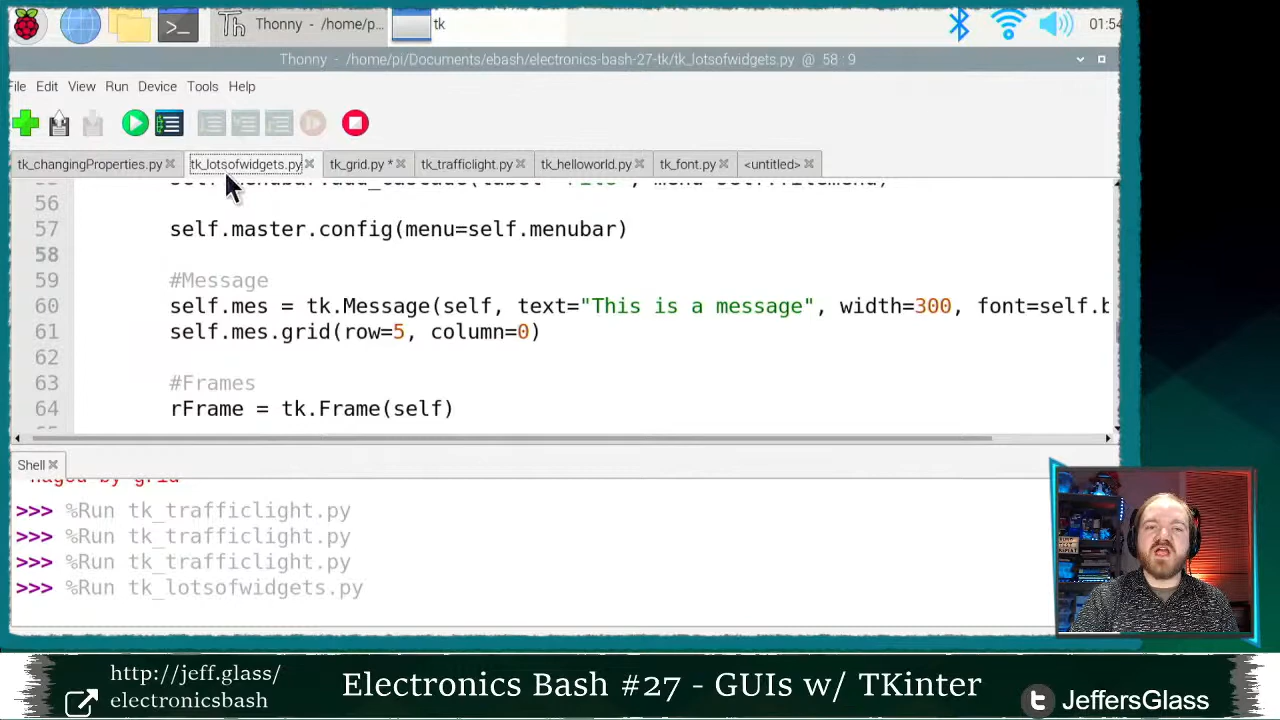 Thonny - /home/p...
tk
01:54
Thonny - /home/pi/Documents/ebash/electronics-bash-27-tk/tk_lotsofwidgets.py @ 58 : 9
File Edit View Run Device Tools Help
tk_changingProperties.py tk_lotsofwidgets.py tk_grid.py * tk_trafficlight.py tk_helloworld.py tk_font.py <untitled>
56
57 self.master.config(menu=self.menubar)
58
59 #Message
60 self.mes = tk.Message(self, text="This is a message", width=300, font=self.b
61 self.mes.grid(row=5, column=0)
62
63 #Frames
64 rFrame = tk.Frame(self)
Shell
naged by grid
>>> %Run tk_trafficlight.py
>>> %Run tk_trafficlight.py
>>> %Run tk_trafficlight.py
>>> %Run tk_lotsofwidgets.py
http://jeff.glass/
electronicsbash
Electronics Bash #27 - GUIs w/ TKinter
JeffersGlass